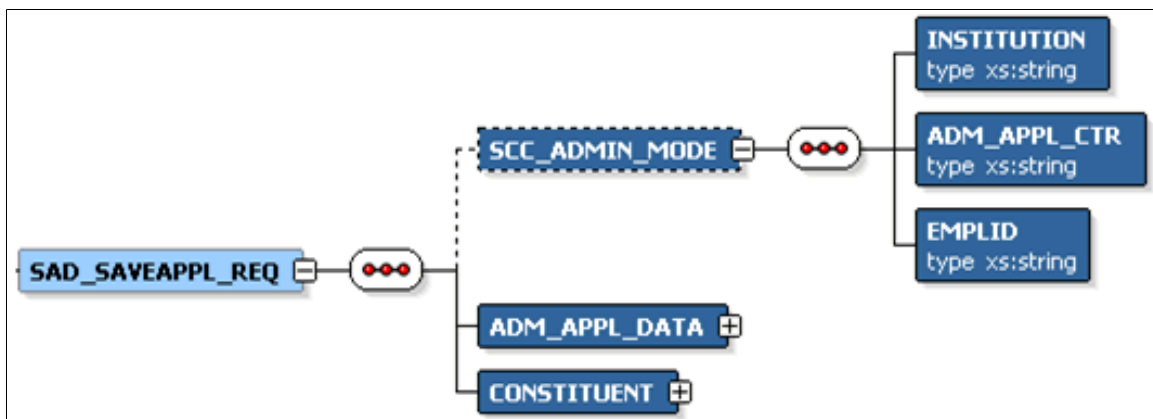 INSTITUTION
type xs:string
SCC_ADMIN_MODE
ADM_APPL_CTR
type xs:string
EMPLID
type xs:string
SAD_SAVEAPPL_REQ
ADM_APPL_DATA
CONSTITUENT